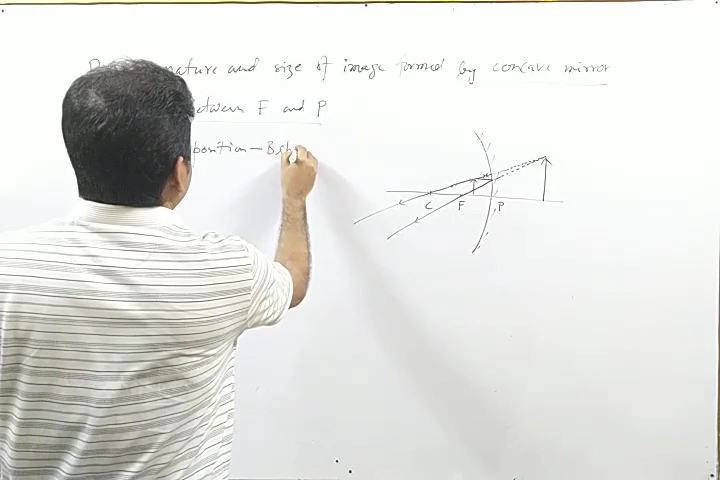 nature and size of image formed by concave mirror
between F and P
position – Beh
C F P